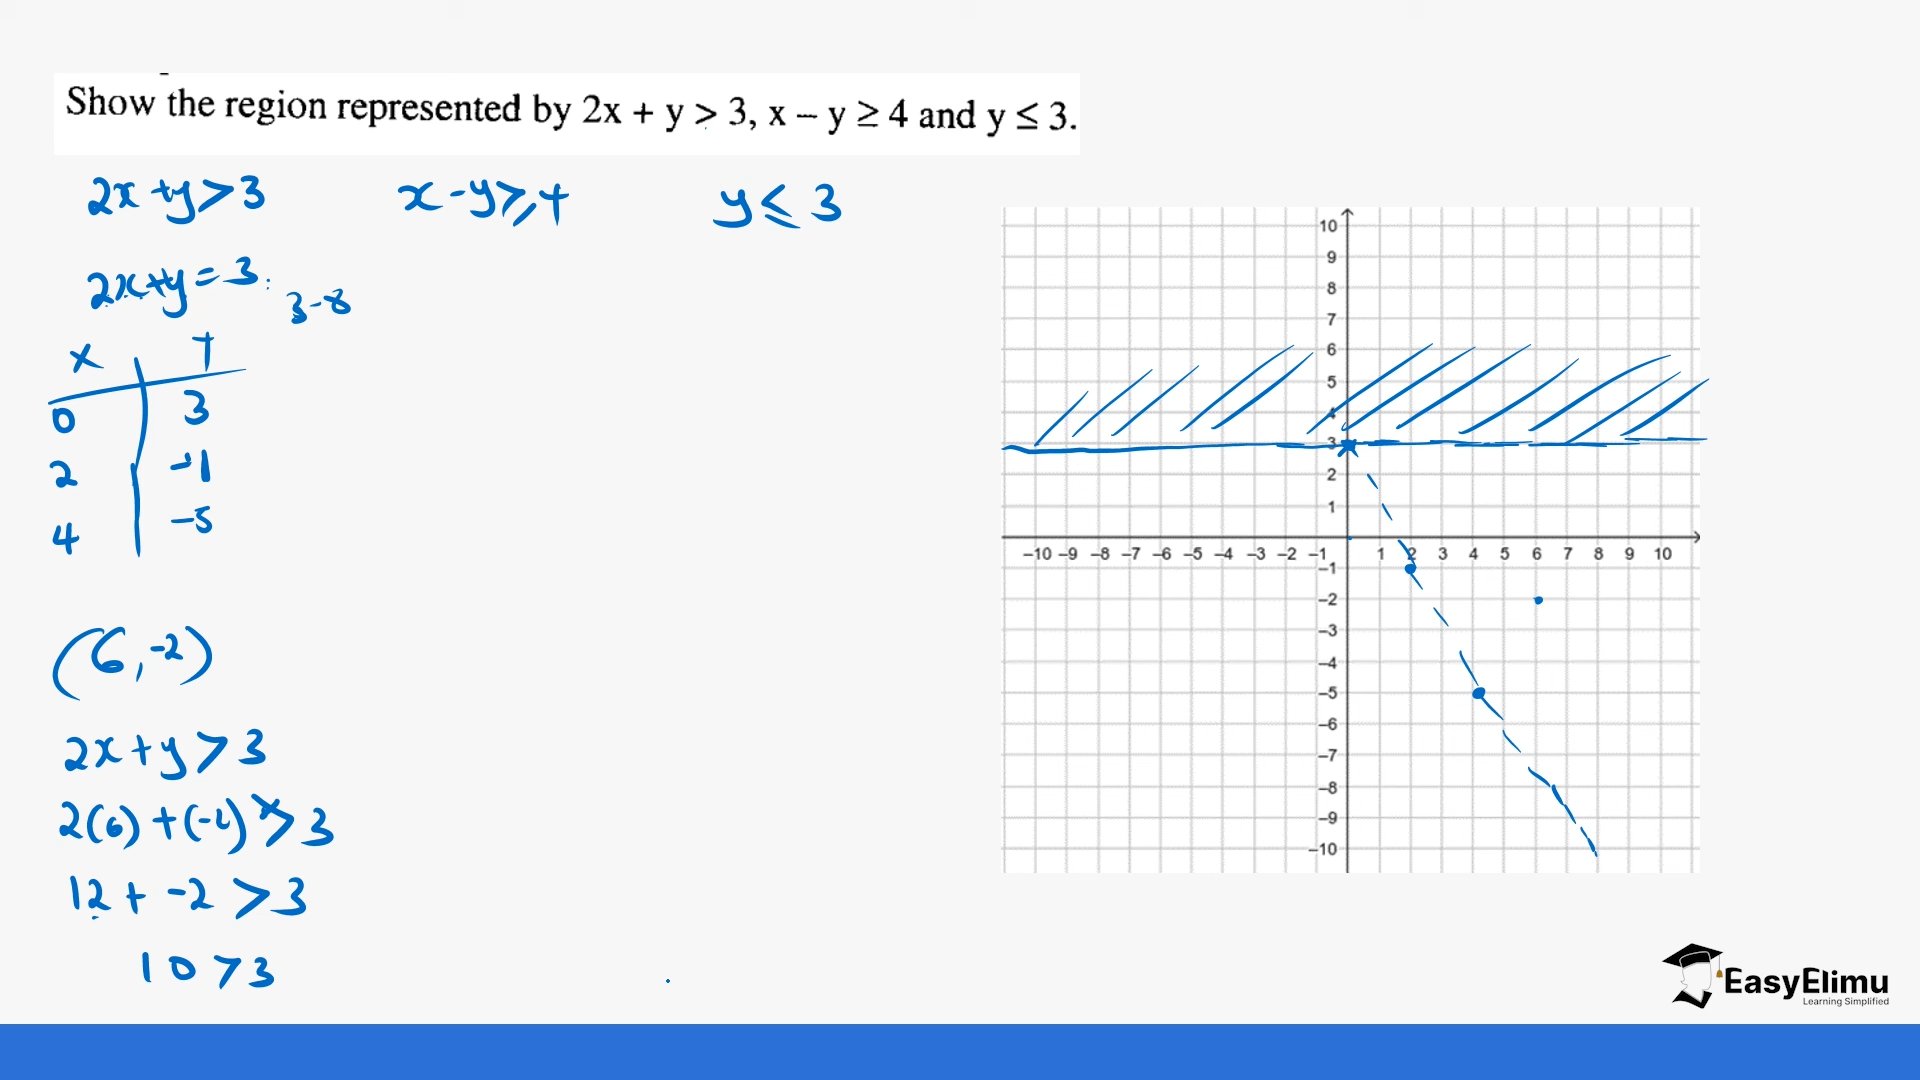 Show the region represented by 2x + y > 3, x – y ≥ 4 and y ≤ 3.
2x+y>3
x-y≥4
y≤3
2x+y=3
3-8
x y
0 3
2 -1
4 -5
(6,-2)
2x+y>3
2(6)+(-2)>3
12+-2>3
10>3
10
9
8
7
6
5
4
3
2
1
–10 –9 –8 –7 –6 –5 –4 –3 –2 –1 1 2 3 4 5 6 7 8 9 10
–1
–2
–3
–4
–5
–6
–7
–8
–9
–10
EasyElimu
Learning Simplified